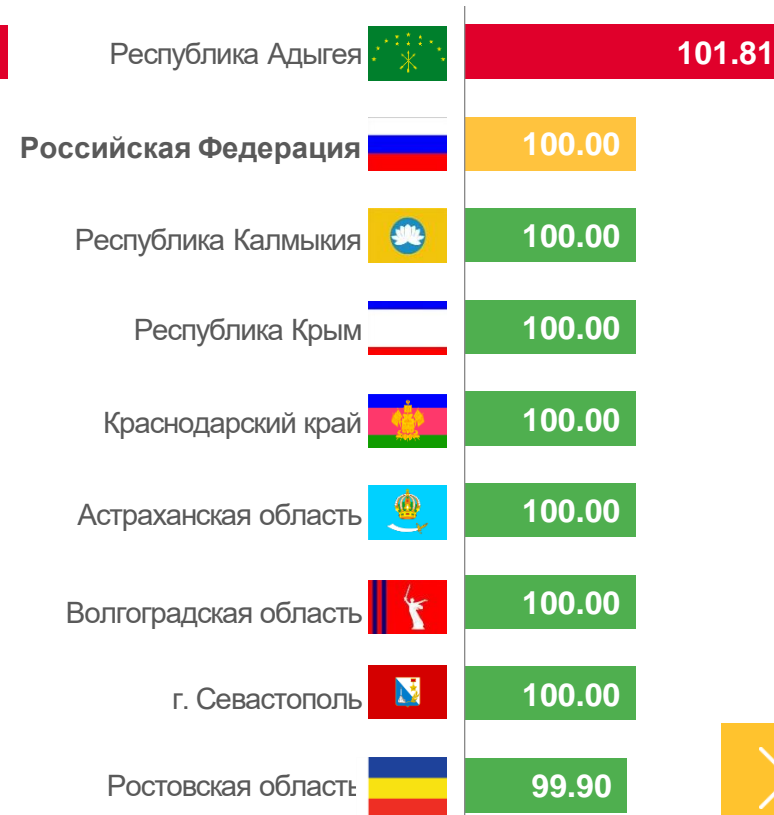 Республика Адыгея 101.81
Российская Федерация 100.00
Республика Калмыкия 100.00
Республика Крым 100.00
Краснодарский край 100.00
Астраханская область 100.00
Волгоградская область 100.00
г. Севастополь 100.00
Ростовская область 99.90